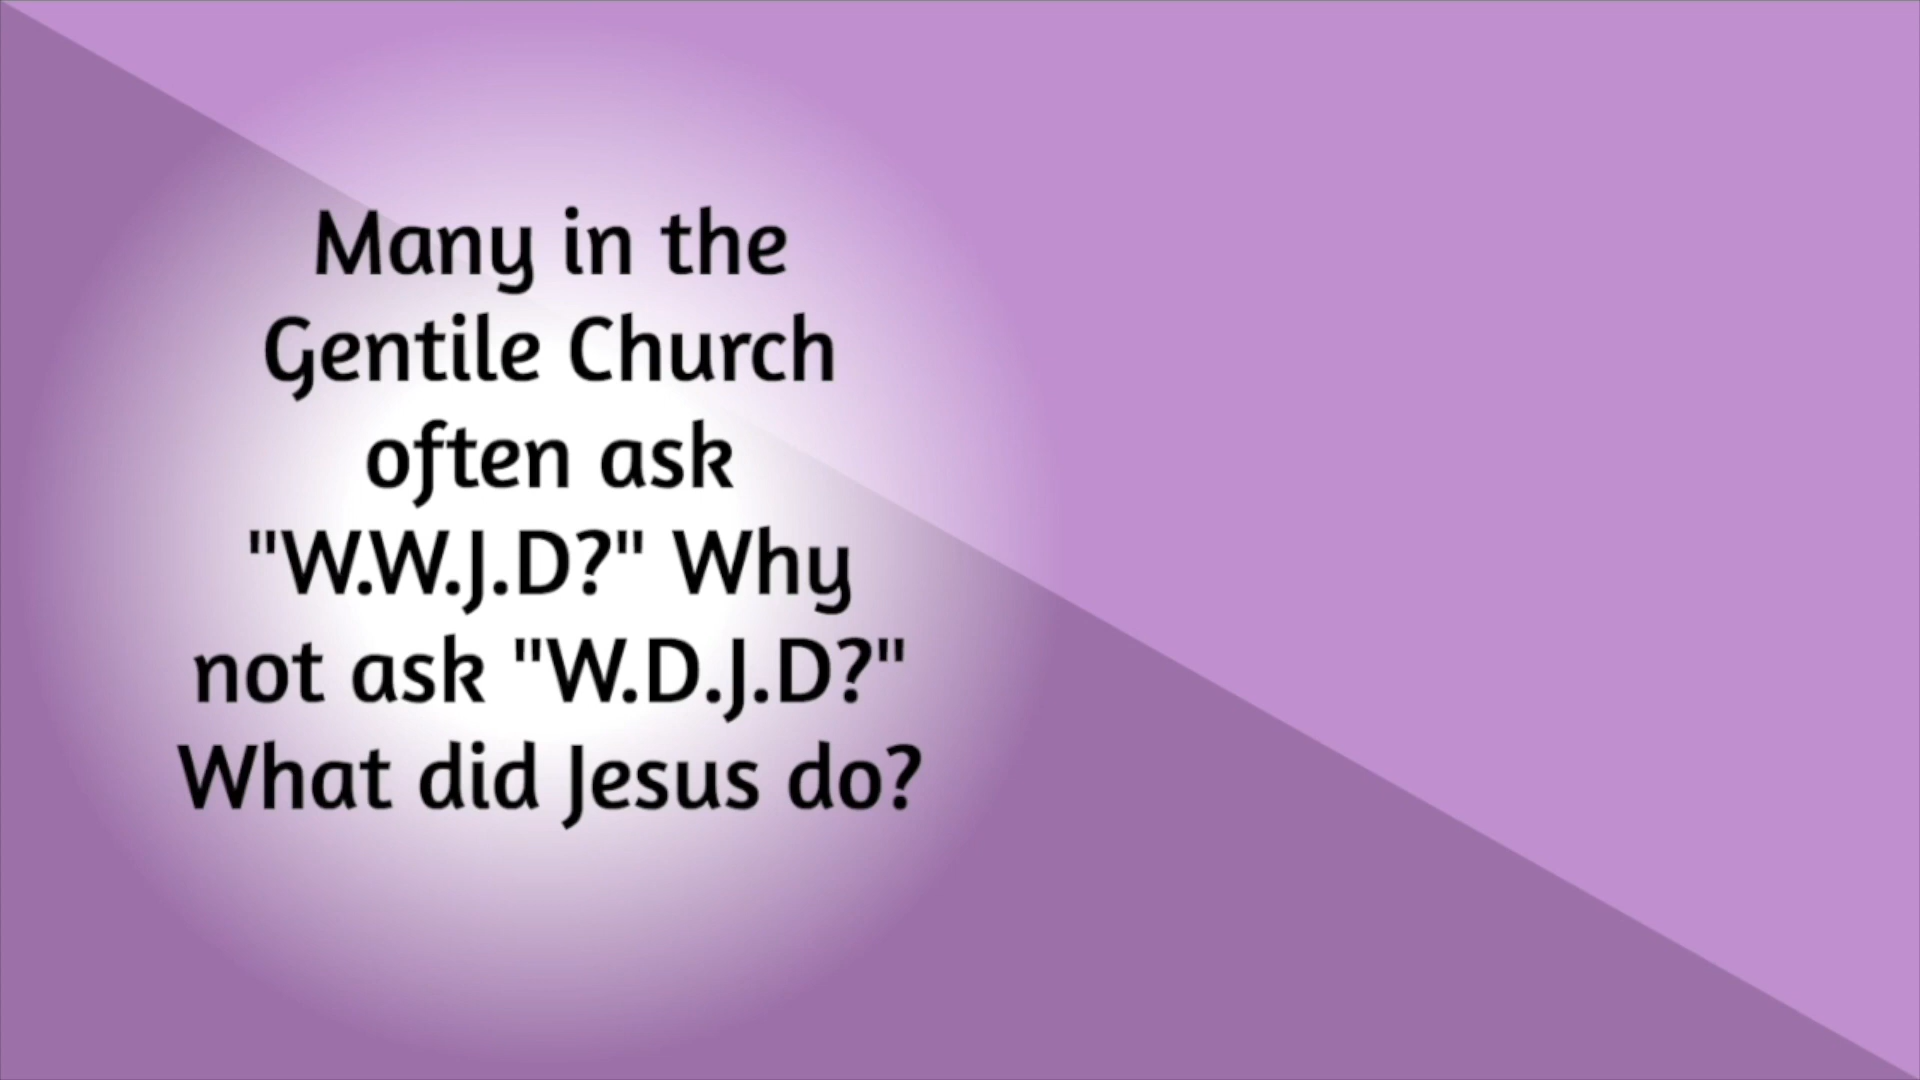 Many in the
Gentile Church
often ask
"W.W.J.D?" Why
not ask "W.D.J.D?"
What did Jesus do?